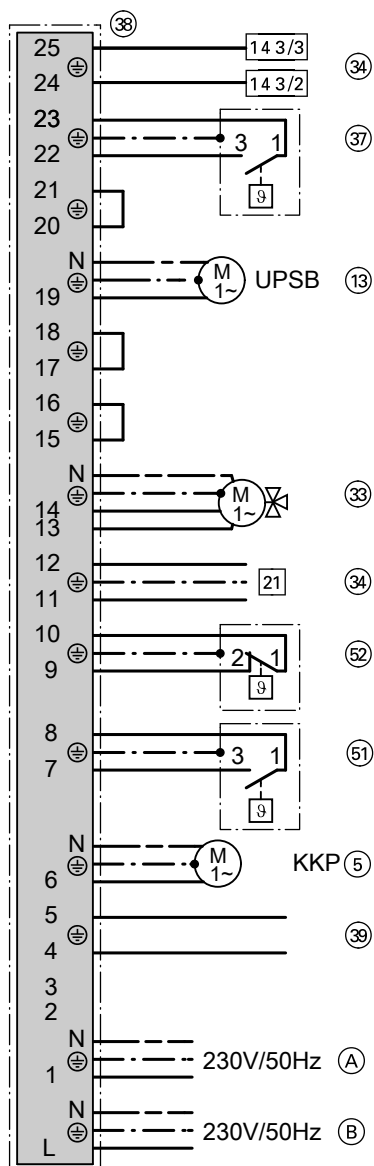 38
25 14 3/3
34
24 14 3/2
23
3 1 37
22
ϑ
21
20
N
M 1~ UPSB 13
19
18
17
16
15
N
M 1~ 33
14
13
12
21 34
11
10
2 1 52
9
ϑ
8
3 1 51
7
ϑ
N
M 1~ KKP 5
6
5
39
4
3
2
N
230V/50Hz A
1
N
230V/50Hz B
L